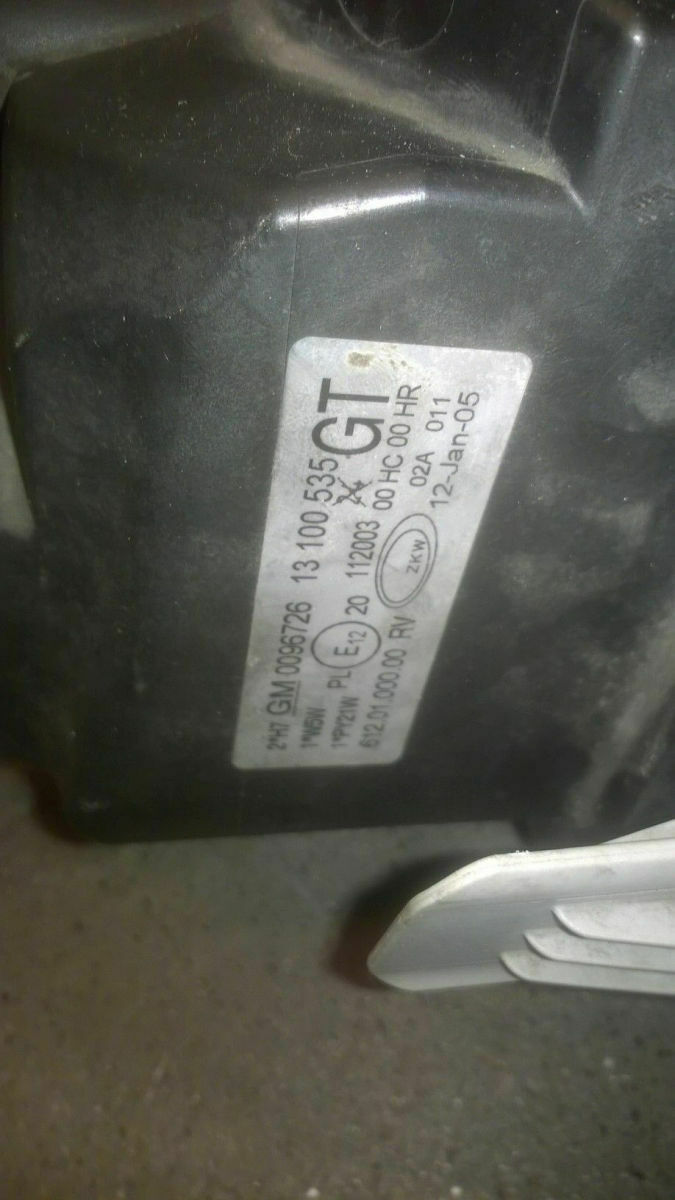 2*H7 GM 0096726 13 100 535 GT
1*W5W
1*PY21W PL E12 20 112003 00 HC 00 HR
612.01.000.00 RV ZKW 02A 011
12-Jan-05